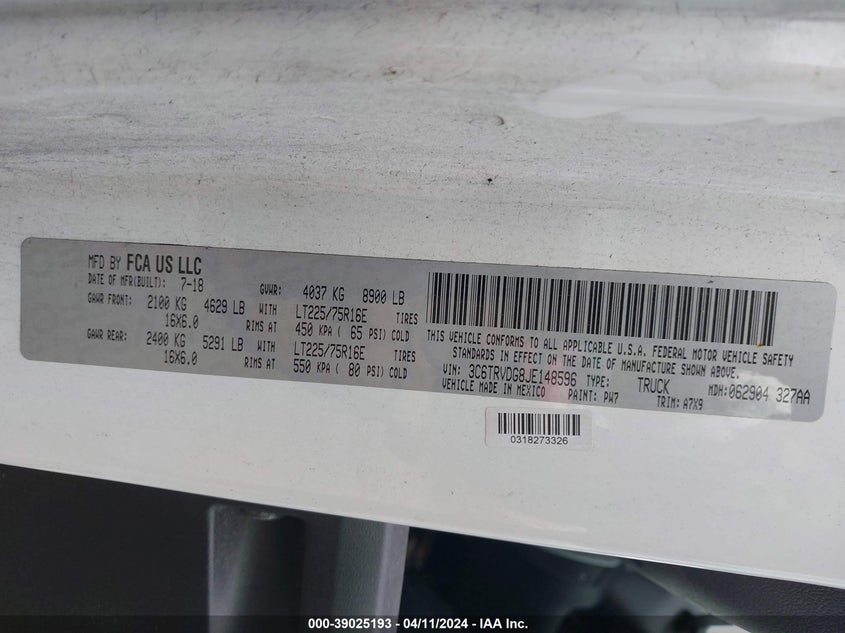 MFD BY FCA US LLC
DATE OF MFR(BUILT): 7-18 GVWR: 4037 KG 8900 LB
GAWR FRONT: 2100 KG 4629 LB WITH LT225/75R16E TIRES
16X6.0 RIMS AT 450 KPA ( 65 PSI) COLD
GAWR REAR: 2400 KG 5291 LB WITH LT225/75R16E TIRES
16X6.0 RIMS AT 550 KPA ( 80 PSI) COLD
THIS VEHICLE CONFORMS TO ALL APPLICABLE U.S.A. FEDERAL MOTOR VEHICLE SAFETY
STANDARDS IN EFFECT ON THE DATE OF MANUFACTURE SHOWN ABOVE.
VIN: 3C6TRVDG8JE148596 TYPE: TRUCK MDH: 062904 327AA
VEHICLE MADE IN MEXICO PAINT: PW7 TRIM: A7X9
0318273326
000-39025193 - 04/11/2024 - IAA Inc.